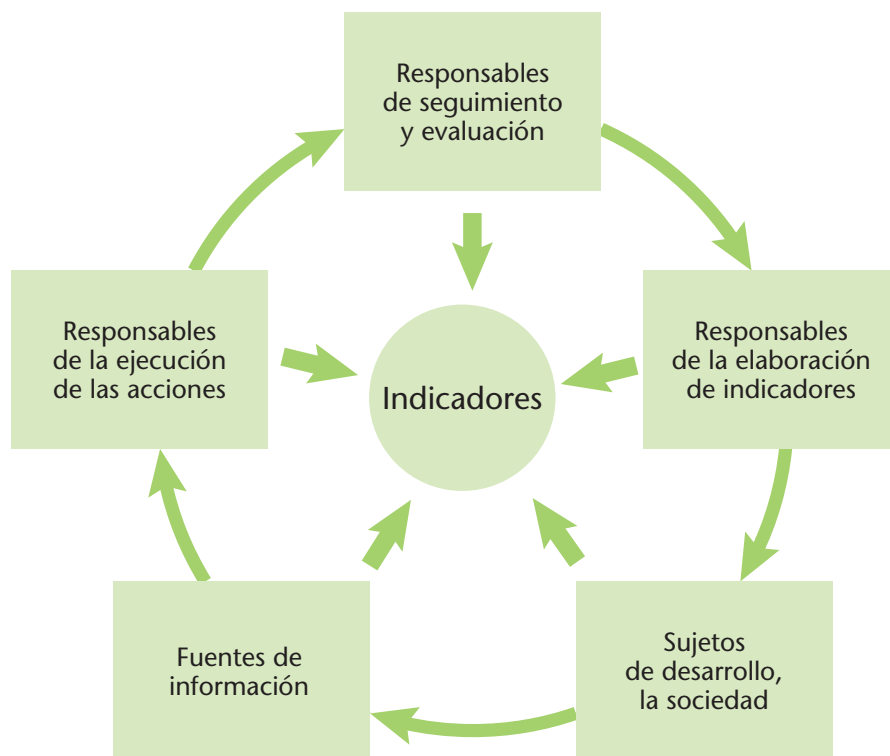 Responsables
de seguimiento
y evaluación
Responsables
de la ejecución
de las acciones
Indicadores
Responsables
de la elaboración
de indicadores
Fuentes de
información
Sujetos
de desarrollo,
la sociedad